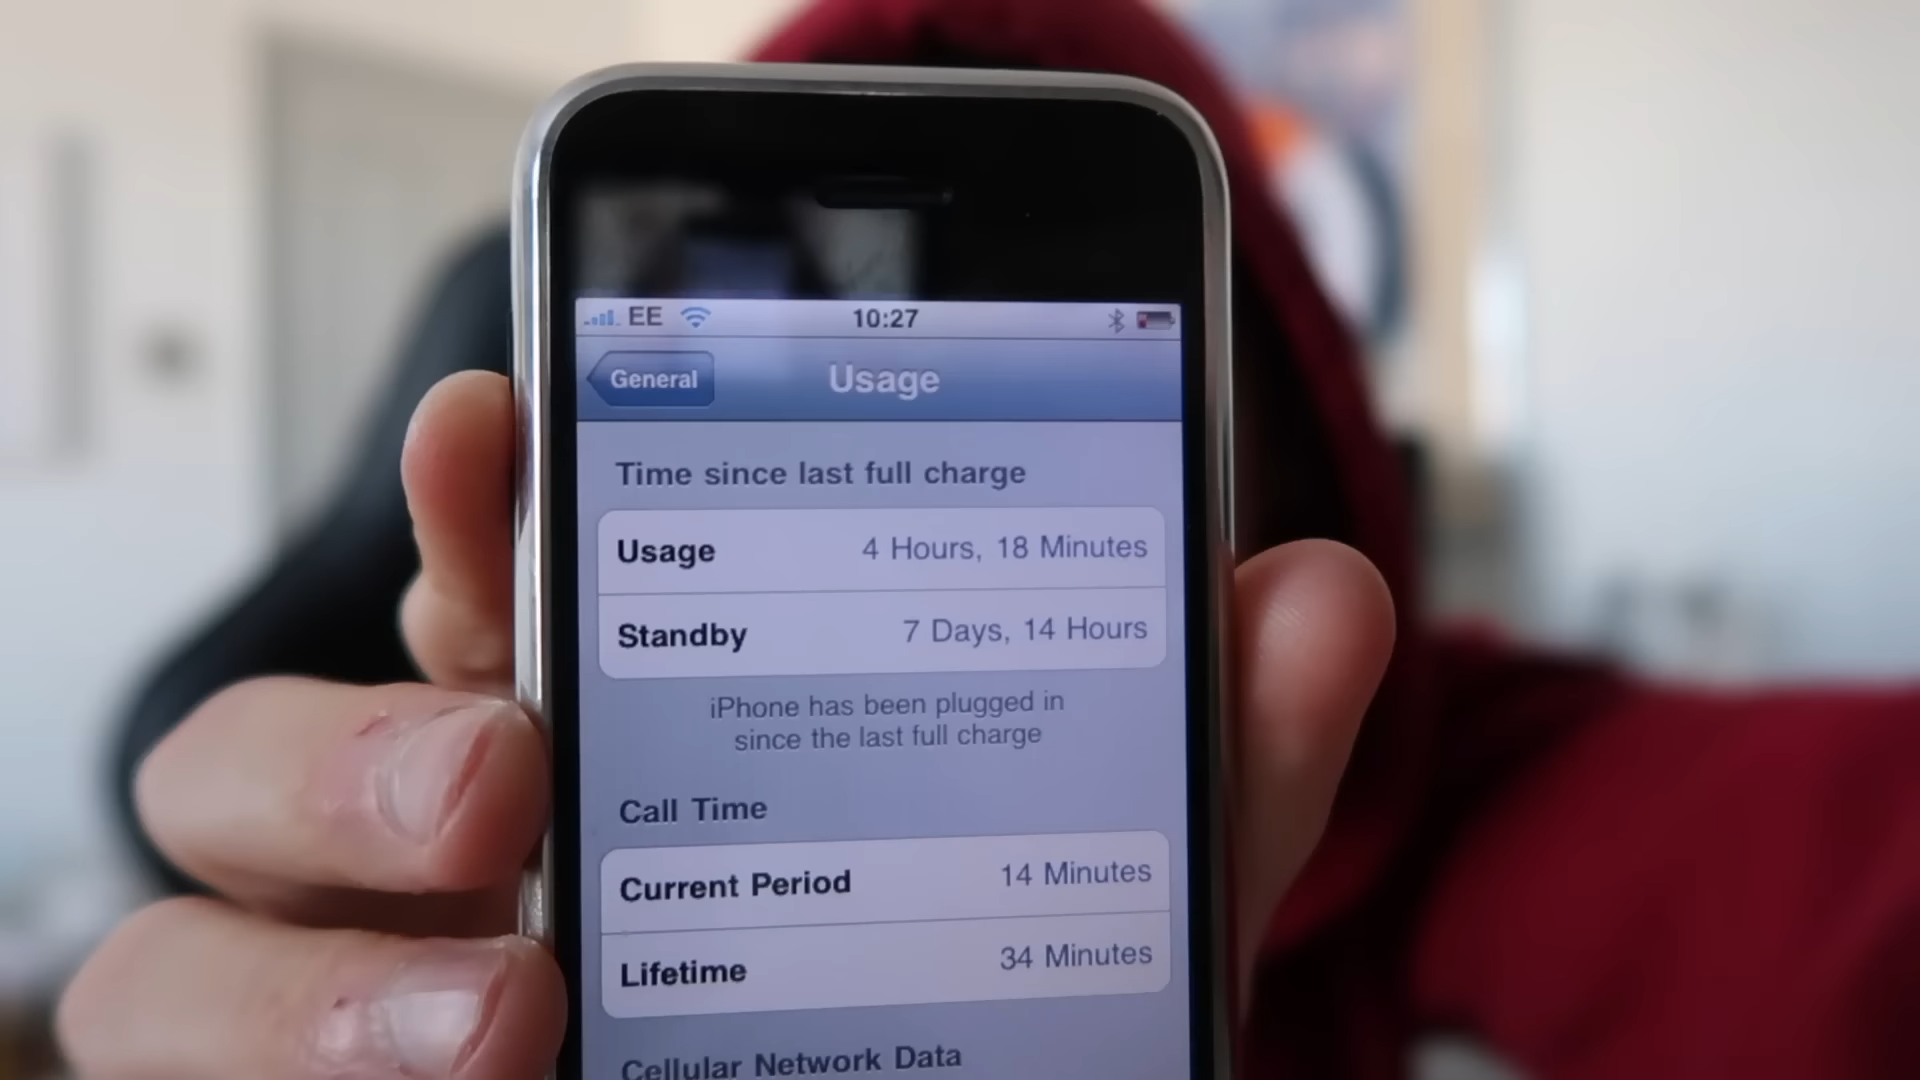 EE 10:27
General Usage
Time since last full charge
Usage 4 Hours, 18 Minutes
Standby 7 Days, 14 Hours
iPhone has been plugged in
since the last full charge
Call Time
Current Period 14 Minutes
Lifetime 34 Minutes
Cellular Network Data